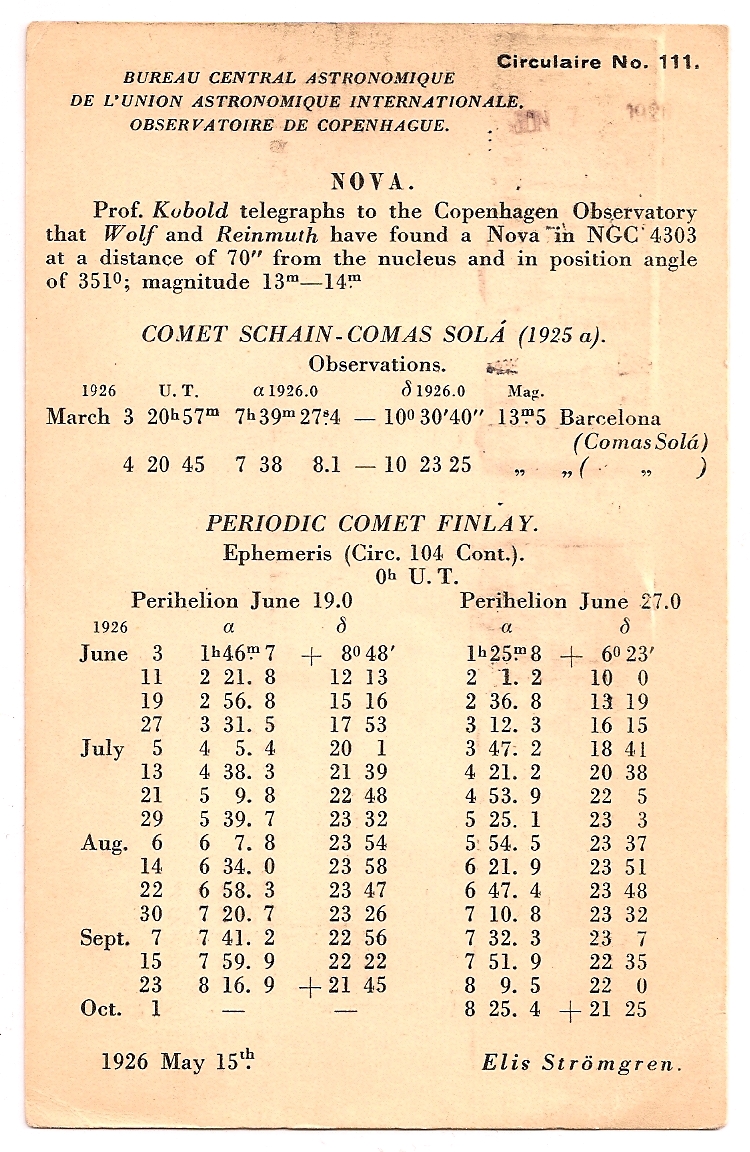 Circulaire No. 111.
BUREAU CENTRAL ASTRONOMIQUE
DE L'UNION ASTRONOMIQUE INTERNATIONALE.
OBSERVATOIRE DE COPENHAGUE.
NOVA.
Prof. Kobold telegraphs to the Copenhagen Observatory
that Wolf and Reinmuth have found a Nova in NGC 4303
at a distance of 70″ from the nucleus and in position angle
of 351⁰; magnitude 13ᵐ—14ᵐ.
COMET SCHAIN-COMAS SOLÁ (1925 a).
Observations.
1926 U. T. α 1926.0 δ 1926.0 Mag.
March 3 20ʰ57ᵐ 7ʰ39ᵐ27ˢ.4 — 10⁰30′40″ 13ᵐ.5 Barcelona
(Comas Solá)
4 20 45 7 38 8.1 — 10 23 25 „ „ ( „ )
PERIODIC COMET FINLAY.
Ephemeris (Circ. 104 Cont.).
0ʰ U. T.
Perihelion June 19.0 Perihelion June 27.0
1926 α δ α δ
June 3 1ʰ46ᵐ.7 + 8⁰48′ 1ʰ25ᵐ.8 + 6⁰23′
11 2 21. 8 12 13 2 1. 2 10 0
19 2 56. 8 15 16 2 36. 8 13 19
27 3 31. 5 17 53 3 12. 3 16 15
July 5 4 5. 4 20 1 3 47. 2 18 41
13 4 38. 3 21 39 4 21. 2 20 38
21 5 9. 8 22 48 4 53. 9 22 5
29 5 39. 7 23 32 5 25. 1 23 3
Aug. 6 6 7. 8 23 54 5 54. 5 23 37
14 6 34. 0 23 58 6 21. 9 23 51
22 6 58. 3 23 47 6 47. 4 23 48
30 7 20. 7 23 26 7 10. 8 23 32
Sept. 7 7 41. 2 22 56 7 32. 3 23 7
15 7 59. 9 22 22 7 51. 9 22 35
23 8 16. 9 + 21 45 8 9. 5 22 0
Oct. 1 — — 8 25. 4 + 21 25
1926 May 15ᵗʰ. Elis Strömgren.